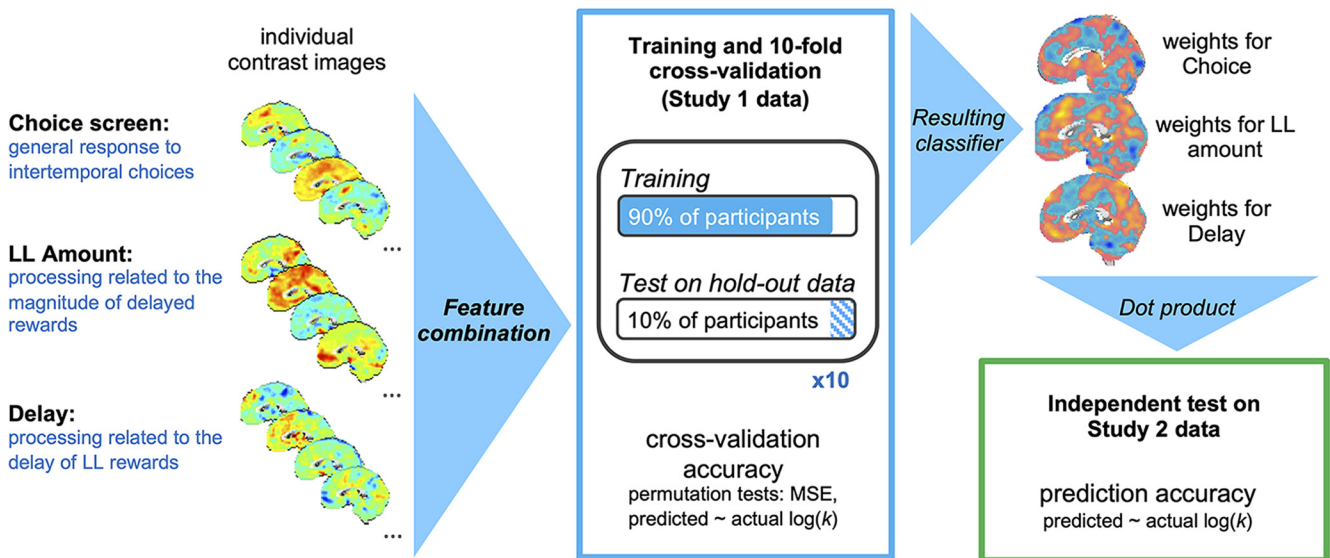 individual
contrast images
Choice screen:
general response to
intertemporal choices
...
LL Amount:
processing related to the
magnitude of delayed
rewards
...
Delay:
processing related to the
delay of LL rewards
...
Feature
combination
Training and 10-fold
cross-validation
(Study 1 data)
Training
90% of participants
Test on hold-out data
10% of participants
x10
cross-validation
accuracy
permutation tests: MSE,
predicted ~ actual log(k)
Resulting
classifier
weights for
Choice
weights for LL
amount
weights for
Delay
Dot product
Independent test on
Study 2 data
prediction accuracy
predicted ~ actual log(k)